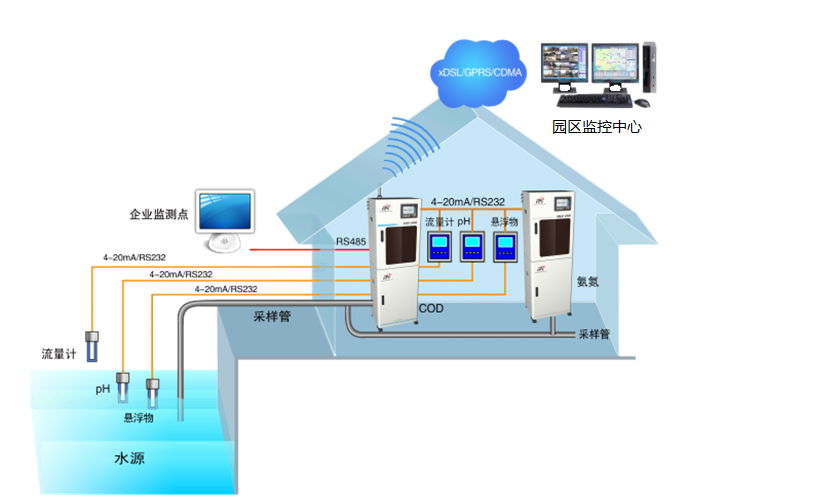 xDSL/GPRS/CDMA
园区监控中心
企业监测点
4-20mA/RS232
流量计 pH 悬浮物
RS485
4-20mA/RS232
4-20mA/RS232
4-20mA/RS232
氨氮
COD
采样管
采样管
流量计
pH
悬浮物
水源